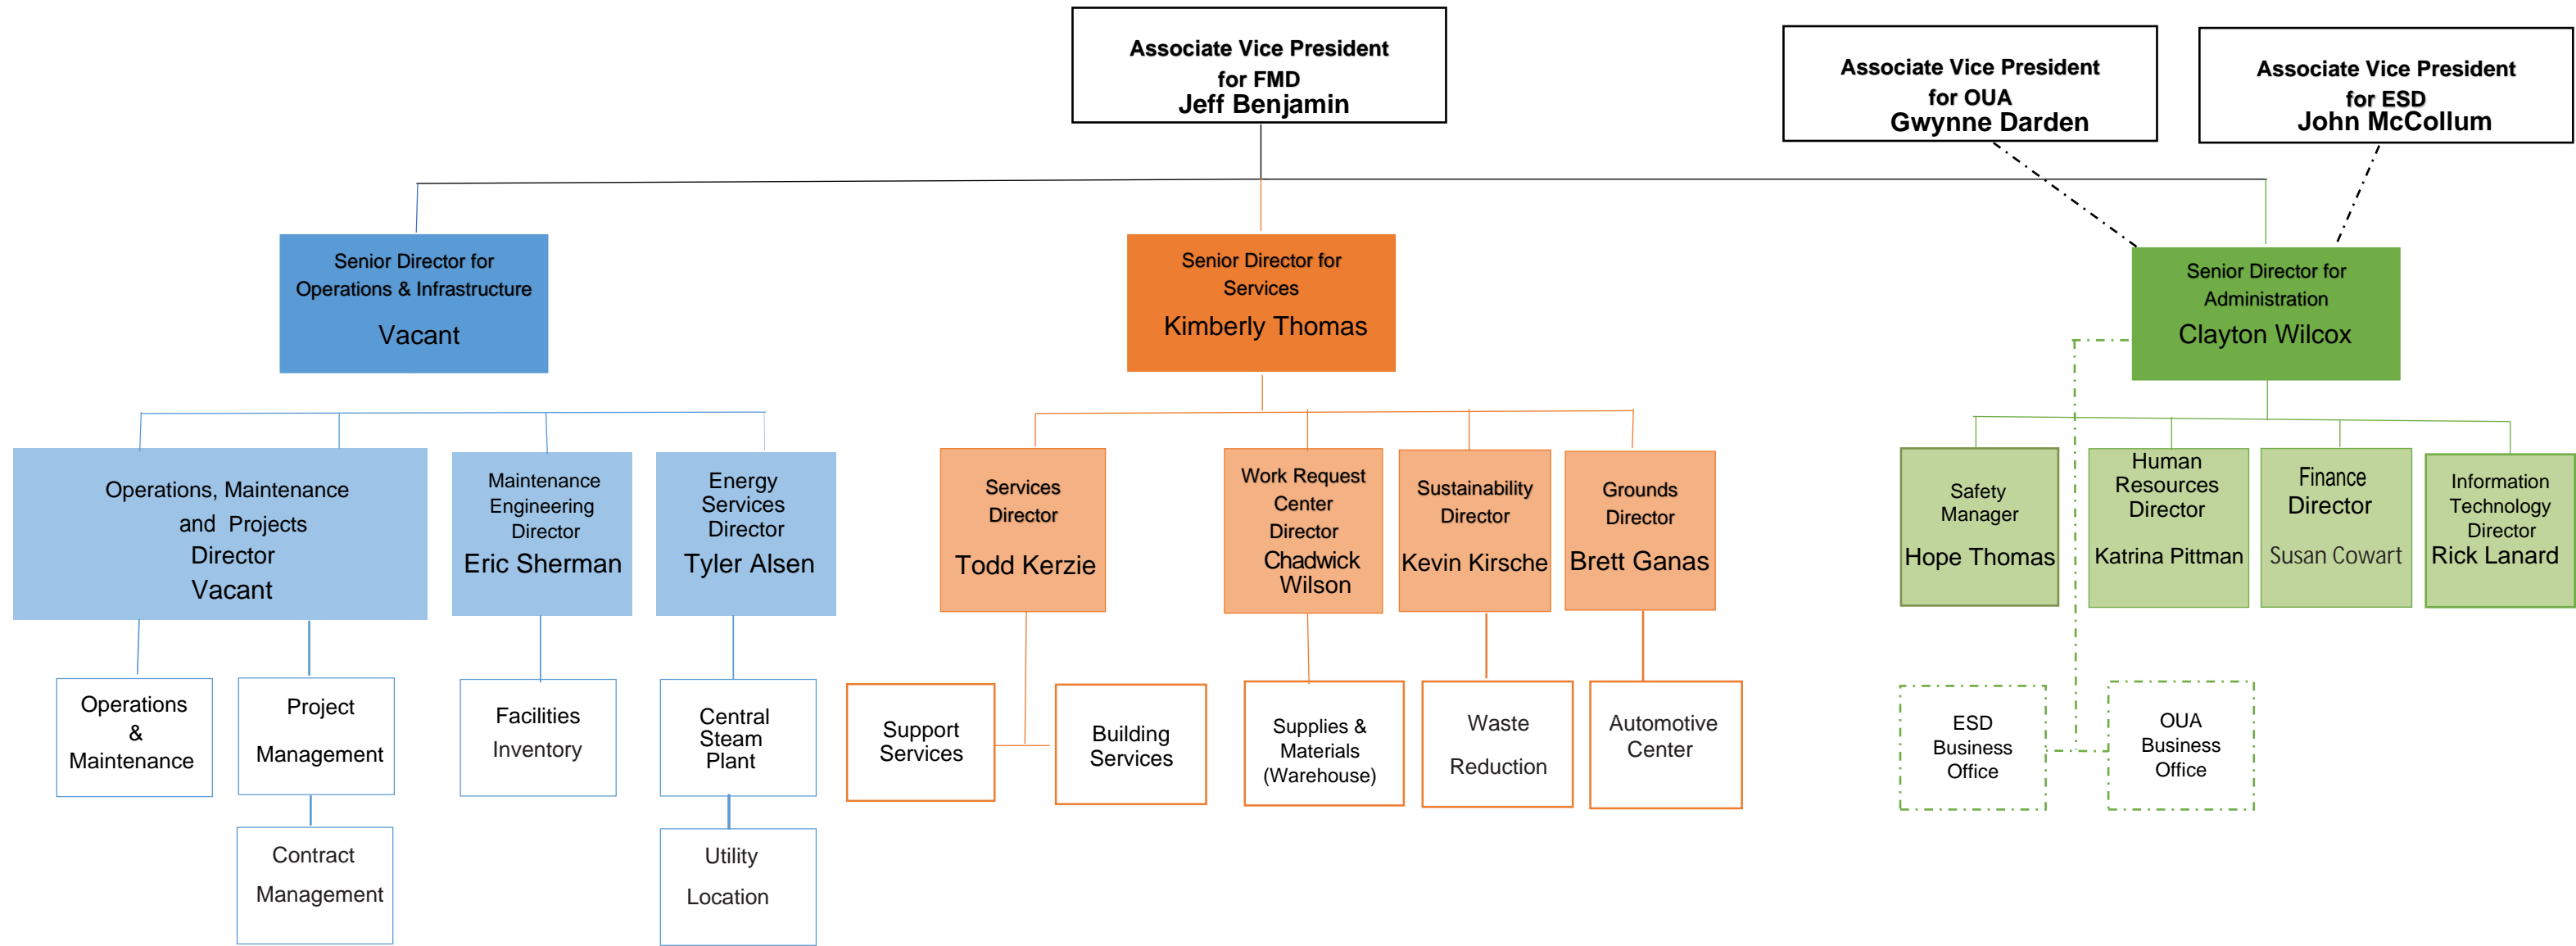 Associate Vice President
for FMD
Jeff Benjamin
Associate Vice President
for OUA
Gwynne Darden
Associate Vice President
for ESD
John McCollum
Senior Director for
Operations & Infrastructure
Vacant
Senior Director for
Services
Kimberly Thomas
Senior Director for
Administration
Clayton Wilcox
Operations, Maintenance
and Projects
Director
Vacant
Maintenance
Engineering
Director
Eric Sherman
Energy
Services
Director
Tyler Alsen
Services
Director
Todd Kerzie
Work Request
Center
Director
Chadwick
Wilson
Sustainability
Director
Kevin Kirsche
Grounds
Director
Brett Ganas
Safety
Manager
Hope Thomas
Human
Resources
Director
Katrina Pittman
Finance
Director
Susan Cowart
Information
Technology
Director
Rick Lanard
Operations
&
Maintenance
Project
Management
Facilities
Inventory
Central
Steam
Plant
Support
Services
Building
Services
Supplies &
Materials
(Warehouse)
Waste
Reduction
Automotive
Center
ESD
Business
Office
OUA
Business
Office
Contract
Management
Utility
Location